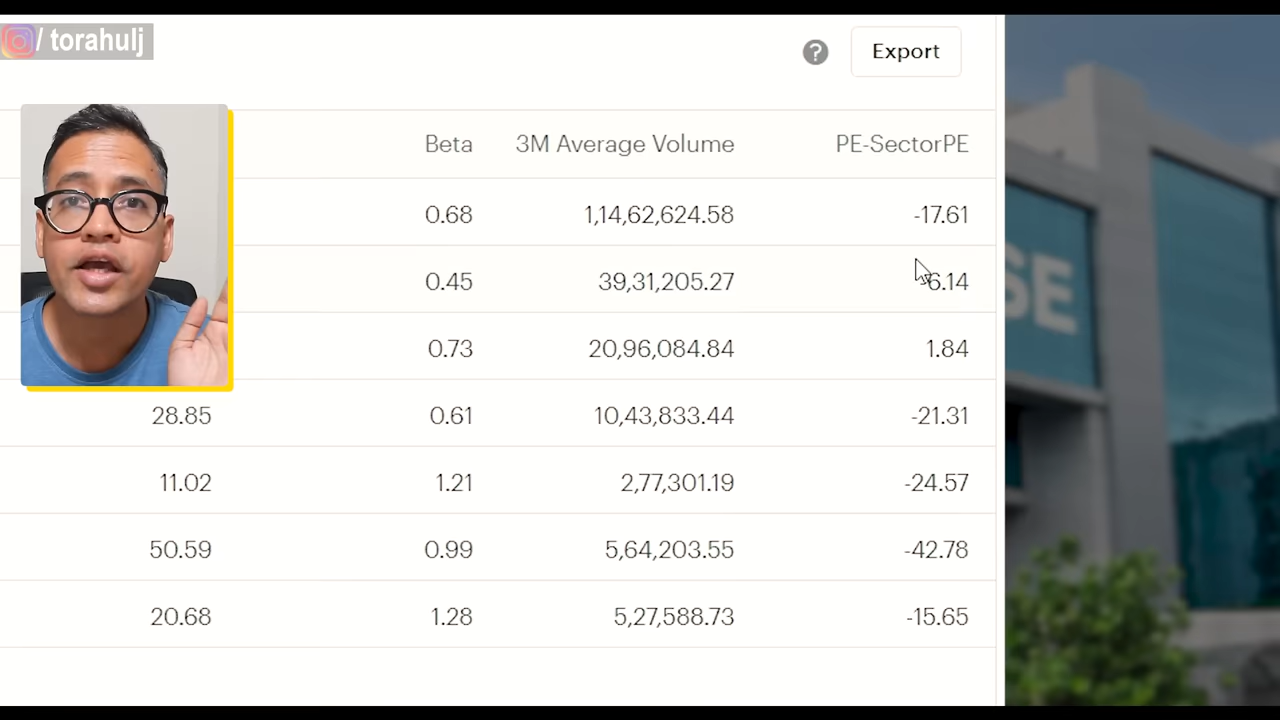 / torahulj
? Export
Beta 3M Average Volume PE-SectorPE
0.68 1,14,62,624.58 -17.61
0.45 39,31,205.27 6.14
SE
0.73 20,96,084.84 1.84
28.85 0.61 10,43,833.44 -21.31
11.02 1.21 2,77,301.19 -24.57
50.59 0.99 5,64,203.55 -42.78
20.68 1.28 5,27,588.73 -15.65